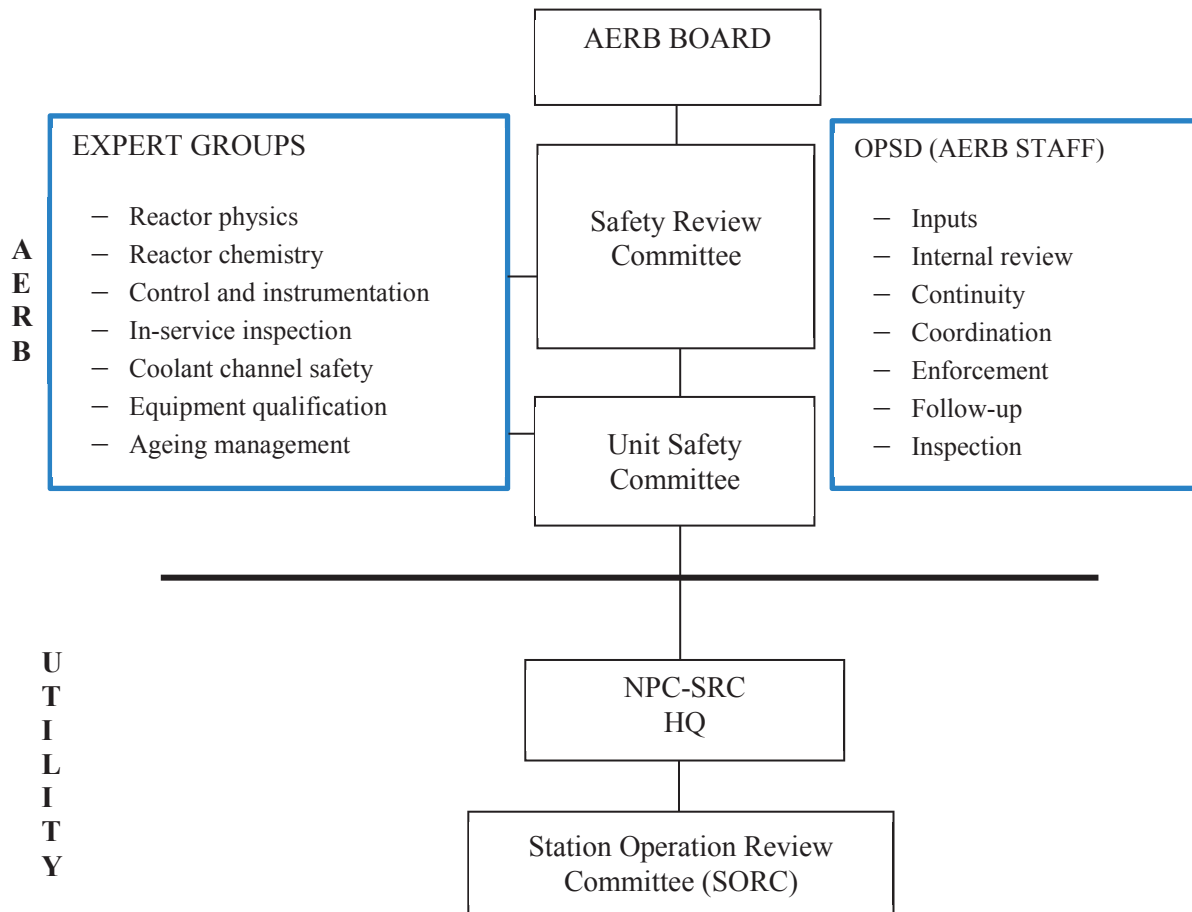 AERB BOARD
EXPERT GROUPS
– Reactor physics
– Reactor chemistry
– Control and instrumentation
– In-service inspection
– Coolant channel safety
– Equipment qualification
– Ageing management
Safety Review
Committee
OPSD (AERB STAFF)
– Inputs
– Internal review
– Continuity
– Coordination
– Enforcement
– Follow-up
– Inspection
A
E
R
B
Unit Safety
Committee
U
T
I
L
I
T
Y
NPC-SRC
HQ
Station Operation Review
Committee (SORC)